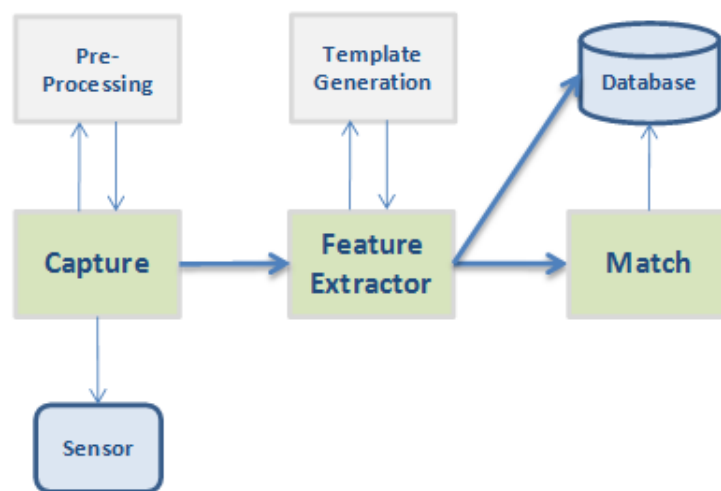 Pre-
Processing
Template
Generation
Database
Capture
Feature
Extractor
Match
Sensor